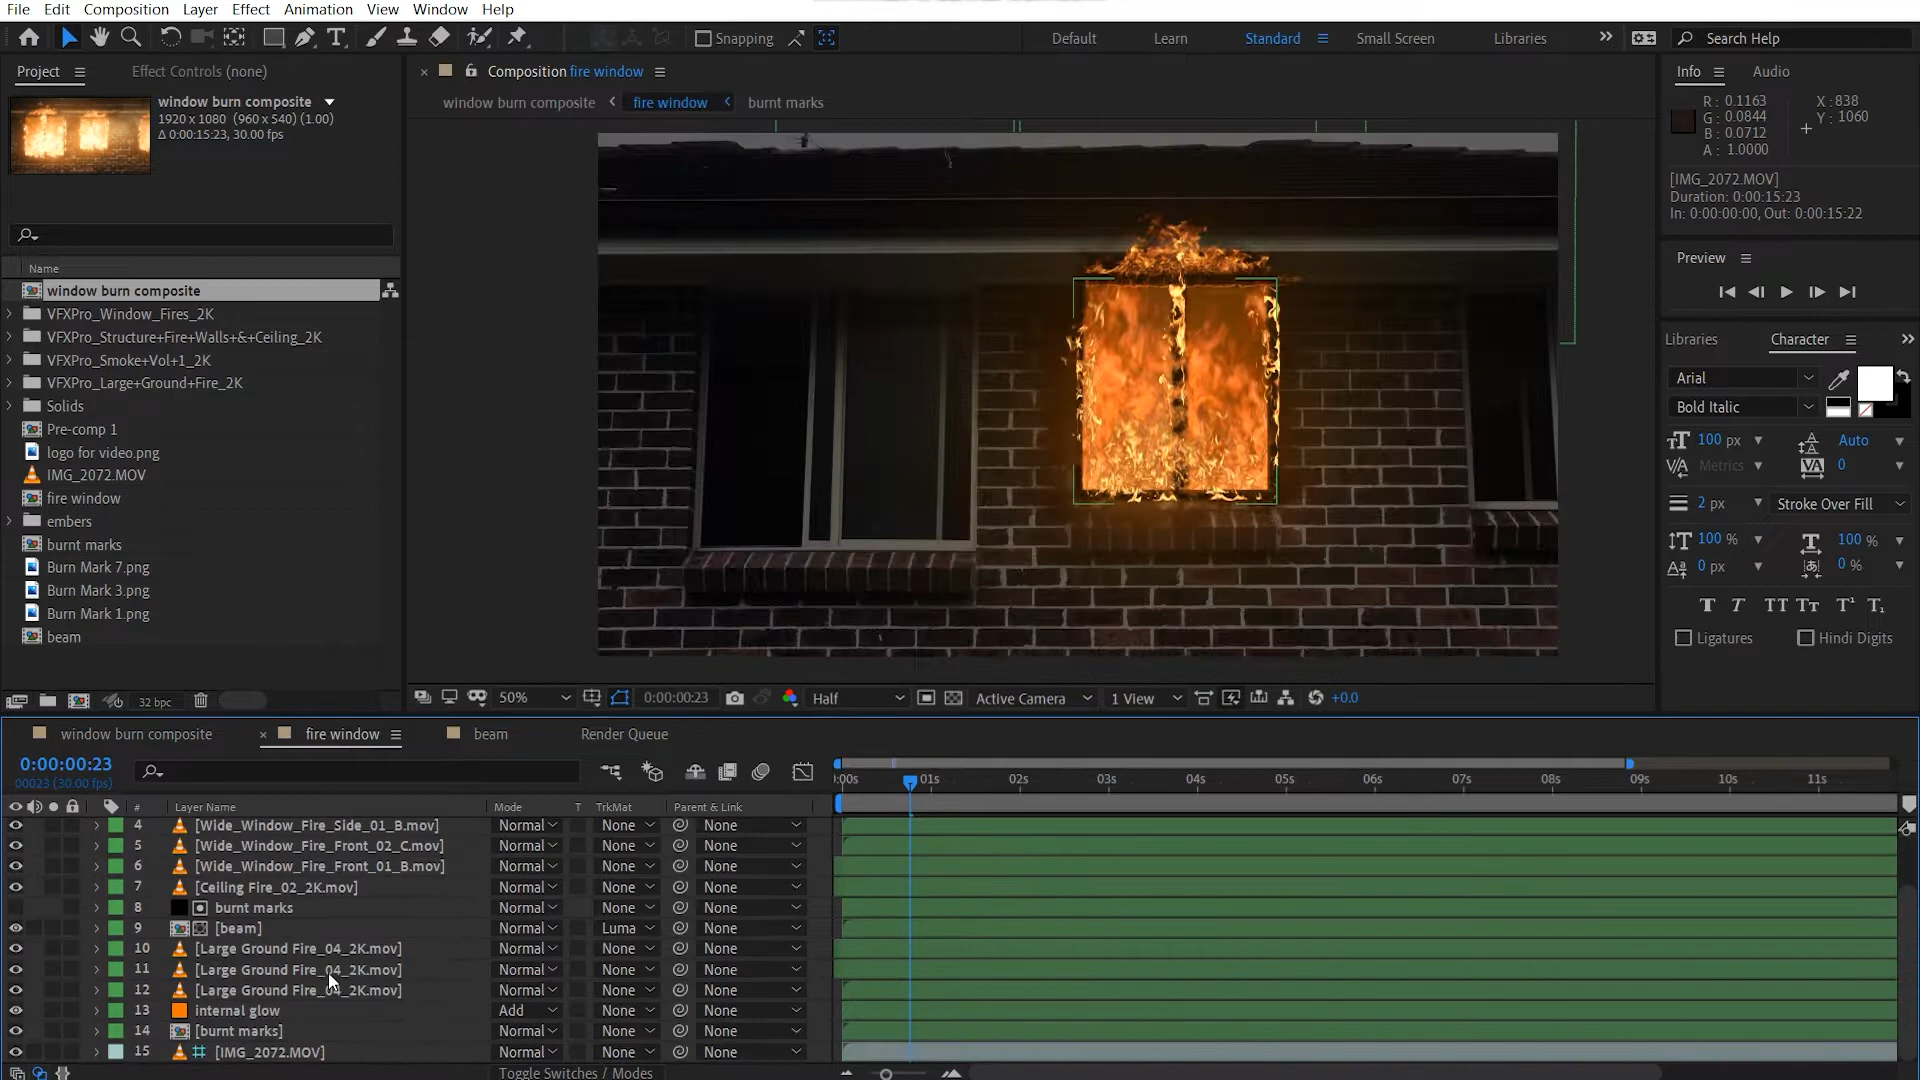 File Edit Composition Layer Effect Animation View Window Help
Snapping Default Learn Standard Small Screen Libraries Search Help
Project Effect Controls (none)
window burn composite
1920 x 1080 (960 x 540) (1.00)
Δ 0:00:15:23, 30.00 fps
Name
window burn composite
VFXPro_Window_Fires_2K
VFXPro_Structure+Fire+Walls+&+Ceiling_2K
VFXPro_Smoke+Vol+1_2K
VFXPro_Large+Ground+Fire_2K
Solids
Pre-comp 1
logo for video.png
IMG_2072.MOV
fire window
embers
burnt marks
Burn Mark 7.png
Burn Mark 3.png
Burn Mark 1.png
beam
32 bpc
Composition fire window
window burn composite fire window burnt marks
50% 0:00:00:23 Half Active Camera 1 View +0.0
Info Audio
R: 0.1163 X: 838
G: 0.0844 Y: 1060
B: 0.0712
A: 1.0000
[IMG_2072.MOV]
Duration: 0:00:15:23
In: 0:00:00:00, Out: 0:00:15:22
Preview
Libraries Character
Arial
Bold Italic
100 px Auto
Metrics 0
2 px Stroke Over Fill
100 % 100 %
0 px 0 %
T T TT Tt T¹ T₁
Ligatures Hindi Digits
window burn composite fire window beam Render Queue
0:00:00:23
00023 (30.00 fps)
:00s 01s 02s 03s 04s 05s 06s 07s 08s 09s 10s 11s
# Layer Name Mode T TrkMat Parent & Link
4 [Wide_Window_Fire_Side_01_B.mov] Normal None None
5 [Wide_Window_Fire_Front_02_C.mov] Normal None None
6 [Wide_Window_Fire_Front_01_B.mov] Normal None None
7 [Ceiling Fire_02_2K.mov] Normal None None
8 burnt marks Normal None None
9 [beam] Normal Luma None
10 [Large Ground Fire_04_2K.mov] Normal None None
11 [Large Ground Fire_04_2K.mov] Normal None None
12 [Large Ground Fire_04_2K.mov] Normal None None
13 internal glow Add None None
14 [burnt marks] Normal None None
15 [IMG_2072.MOV] Normal None None
Toggle Switches / Modes